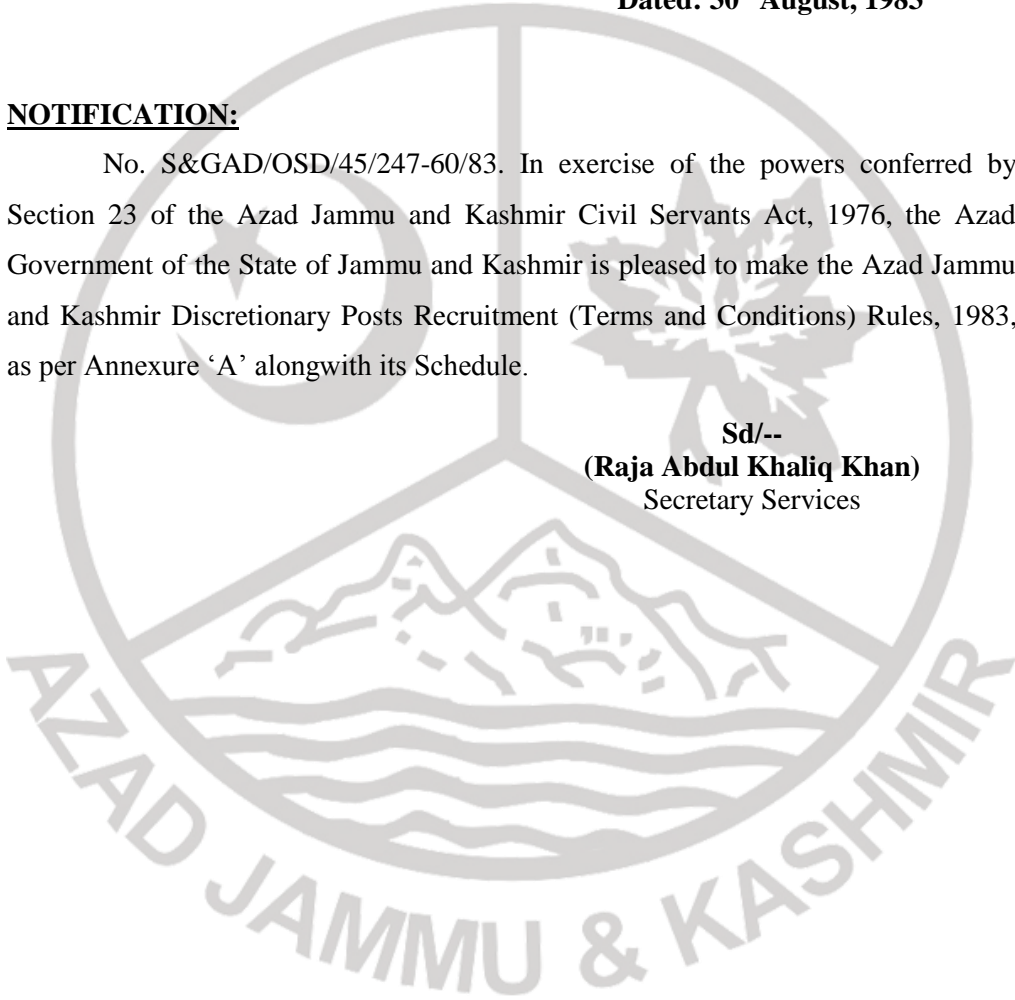 Dated: 30 August, 1983
NOTIFICATION:
No. S&GAD/OSD/45/247-60/83. In exercise of the powers conferred by
Section 23 of the Azad Jammu and Kashmir Civil Servants Act, 1976, the Azad
Government of the State of Jammu and Kashmir is pleased to make the Azad Jammu
and Kashmir Discretionary Posts Recruitment (Terms and Conditions) Rules, 1983,
as per Annexure ‘A’ alongwith its Schedule.
Sd/--
(Raja Abdul Khaliq Khan)
Secretary Services
AZAD JAMMU & KASHMIR